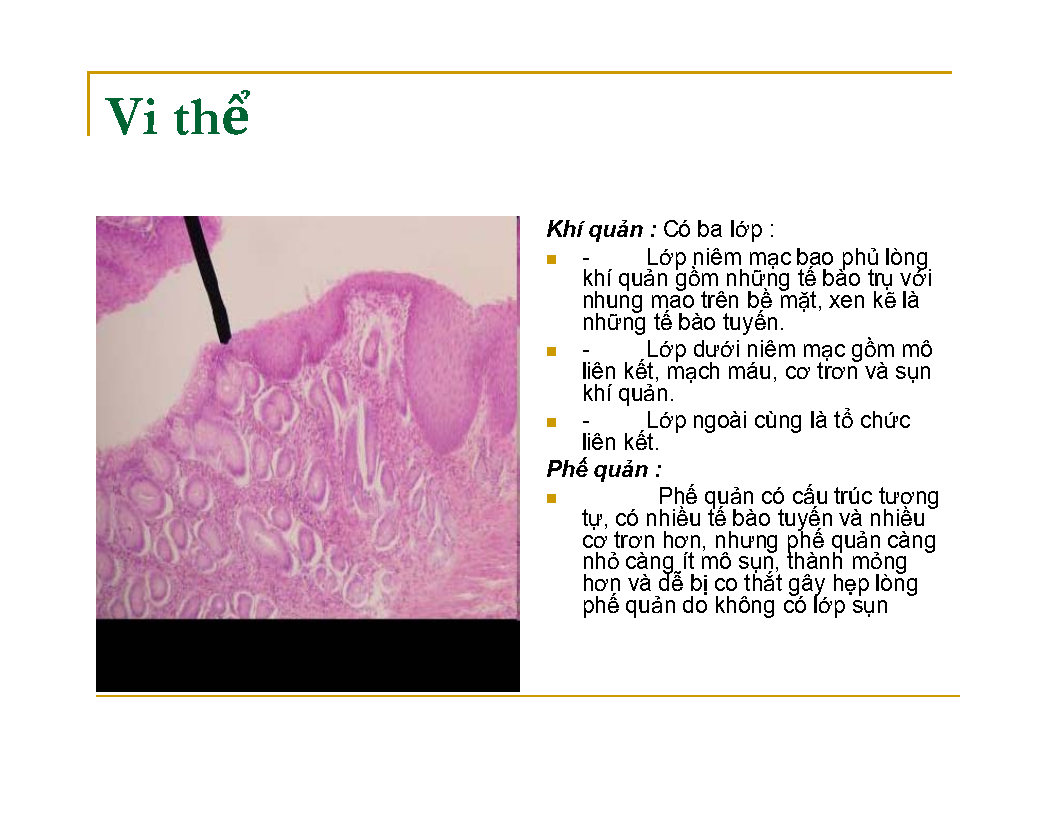 Vi thể
Khí quản : Có ba lớp :
- Lớp niêm mạc bao phủ lòng
khí quản gồm những tế bào trụ với
nhung mao trên bề mặt, xen kẽ là
những tế bào tuyến.
- Lớp dưới niêm mạc gồm mô
liên kết, mạch máu, cơ trơn và sụn
khí quản.
- Lớp ngoài cùng là tổ chức
liên kết.
Phế quản :
Phế quản có cấu trúc tương
tự, có nhiều tế bào tuyến và nhiều
cơ trơn hơn, nhưng phế quản càng
nhỏ càng ít mô sụn, thành mỏng
hơn và dễ bị co thắt gây hẹp lòng
phế quản do không có lớp sụn